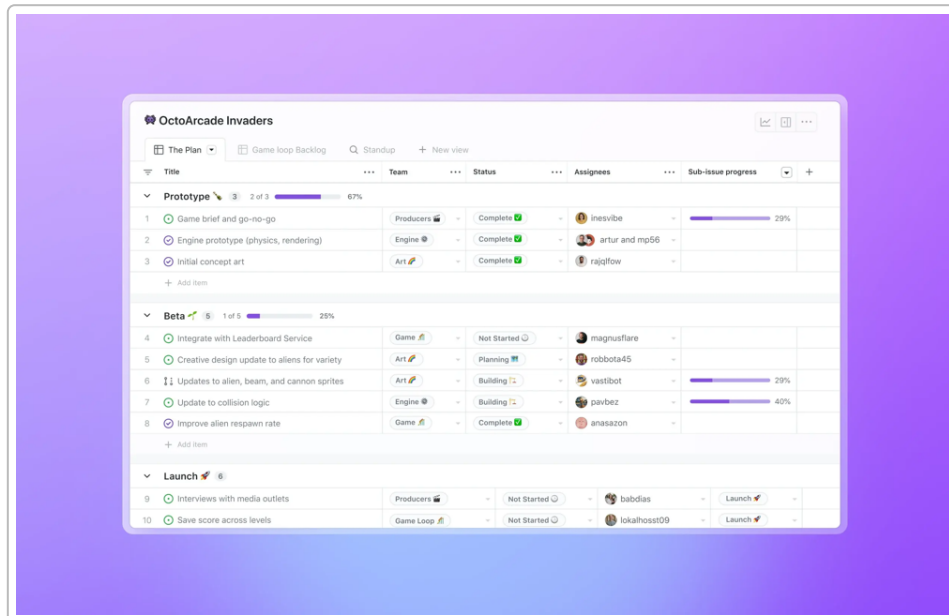 OctoArcade Invaders
The Plan Game loop Backlog Standup + New view
Title Team Status Assignees Sub-issue progress +
Prototype 3 2 of 3 67%
1 Game brief and go-no-go Producers Complete inesvibe 29%
2 Engine prototype (physics, rendering) Engine Complete artur and mp56
3 Initial concept art Art Complete rajqlfow
+ Add item
Beta 5 1 of 5 25%
4 Integrate with Leaderboard Service Game Not Started magnusflare
5 Creative design update to aliens for variety Art Planning robbota45
6 Updates to alien, beam, and cannon sprites Art Building vastibot 29%
7 Update to collision logic Engine Building pavbez 40%
8 Improve alien respawn rate Game Complete anasazon
+ Add item
Launch 6
9 Interviews with media outlets Producers Not Started babdias Launch
10 Save score across levels Game Loop Not Started lokalhosst09 Launch